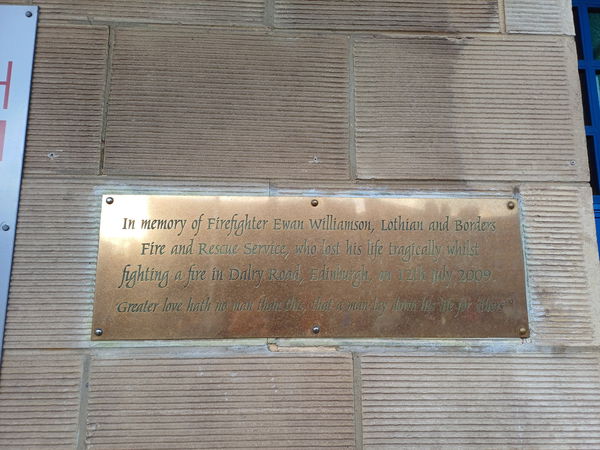 H
In memory of Firefighter Ewan Williamson, Lothian and Borders
Fire and Rescue Service, who lost his life tragically whilst
fighting a fire in Dalry Road, Edinburgh, on 12th july 2009.
"Greater love hath no man than this, that a man lay down his life for others"